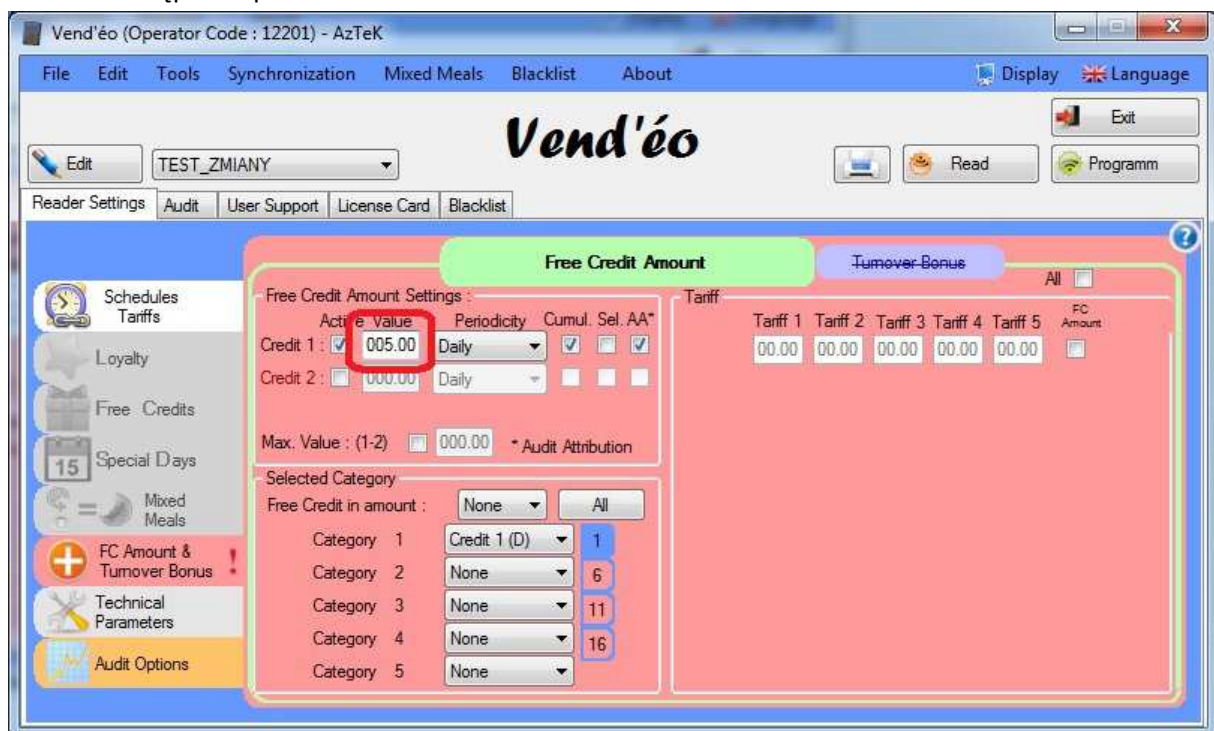 Vend'éo (Operator Code : 12201) - AzTeK
File Edit Tools Synchronization Mixed Meals Blacklist About Display Language
Vend'éo
Exit
Edit TEST_ZMIANY Read Programm
Reader Settings Audit User Support License Card Blacklist
Free Credit Amount Turnover Bonus
All
Schedules Tariffs
Loyalty
Free Credits
15 Special Days
Mixed Meals
FC Amount & Turnover Bonus !
Technical Parameters
Audit Options
Free Credit Amount Settings :
Active Value Periodicity Cumul. Sel. AA*
Credit 1 : 005.00 Daily
Credit 2 : 000.00 Daily
Max. Value : (1-2) 000.00 * Audit Attribution
Selected Category
Free Credit in amount : None All
Category 1 Credit 1 (D) 1
Category 2 None 6
Category 3 None 11
Category 4 None 16
Category 5 None
Tariff
Tariff 1 Tariff 2 Tariff 3 Tariff 4 Tariff 5 FC Amount
00.00 00.00 00.00 00.00 00.00